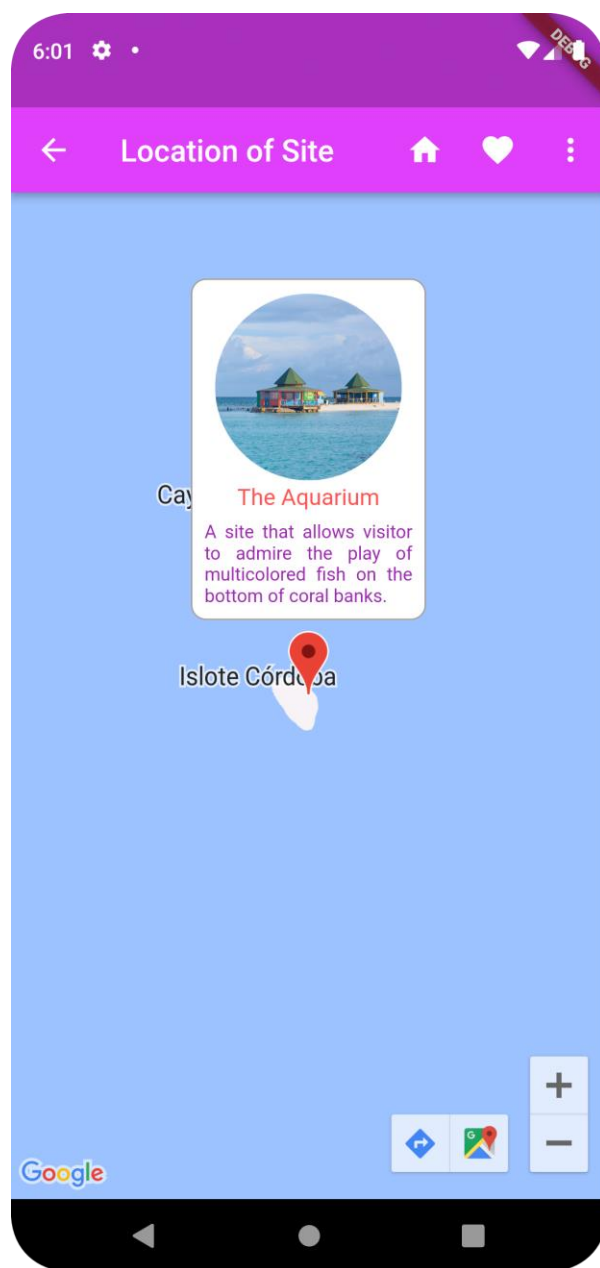 6:01
DEBUG
Location of Site
Cay
The Aquarium
A site that allows visitor
to admire the play of
multicolored fish on the
bottom of coral banks.
Islote Córdoba
Google